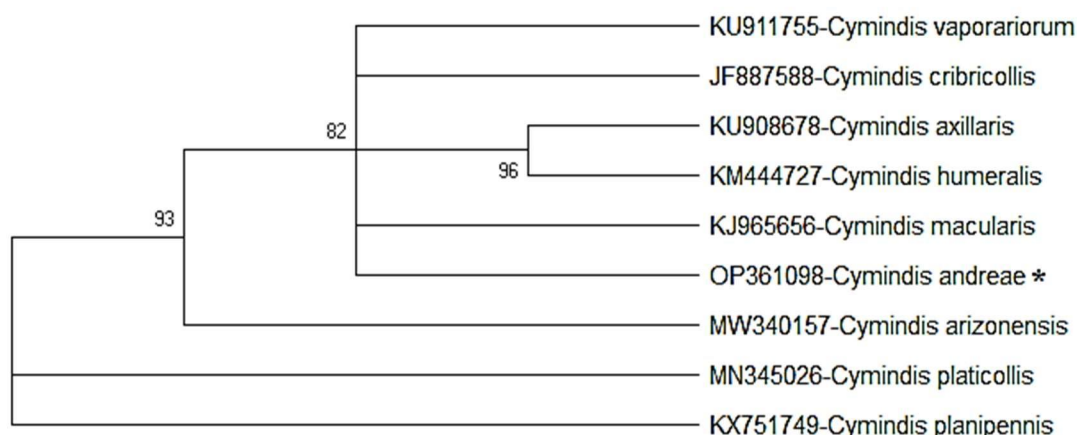 KU911755-Cymindis vaporariorum
JF887588-Cymindis cribricollis
82
KU908678-Cymindis axillaris
96
KM444727-Cymindis humeralis
93
KJ965656-Cymindis macularis
OP361098-Cymindis andreae *
MW340157-Cymindis arizonensis
MN345026-Cymindis platicollis
KX751749-Cymindis planipennis